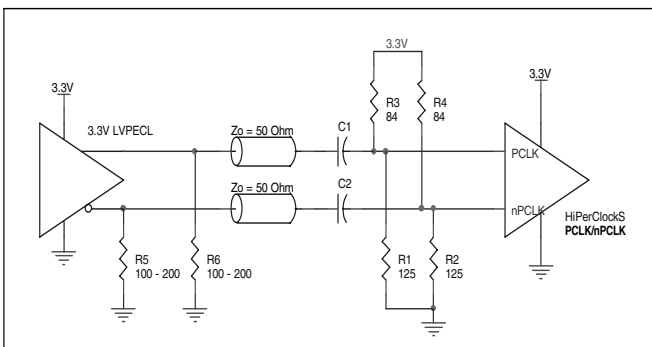 3.3V
3.3V
3.3V
3.3V LVPECL
R3
84
R4
84
Zo = 50 Ohm
C1
PCLK
Zo = 50 Ohm
C2
nPCLK
HiPerClockS
PCLK/nPCLK
R5
100 - 200
R6
100 - 200
R1
125
R2
125